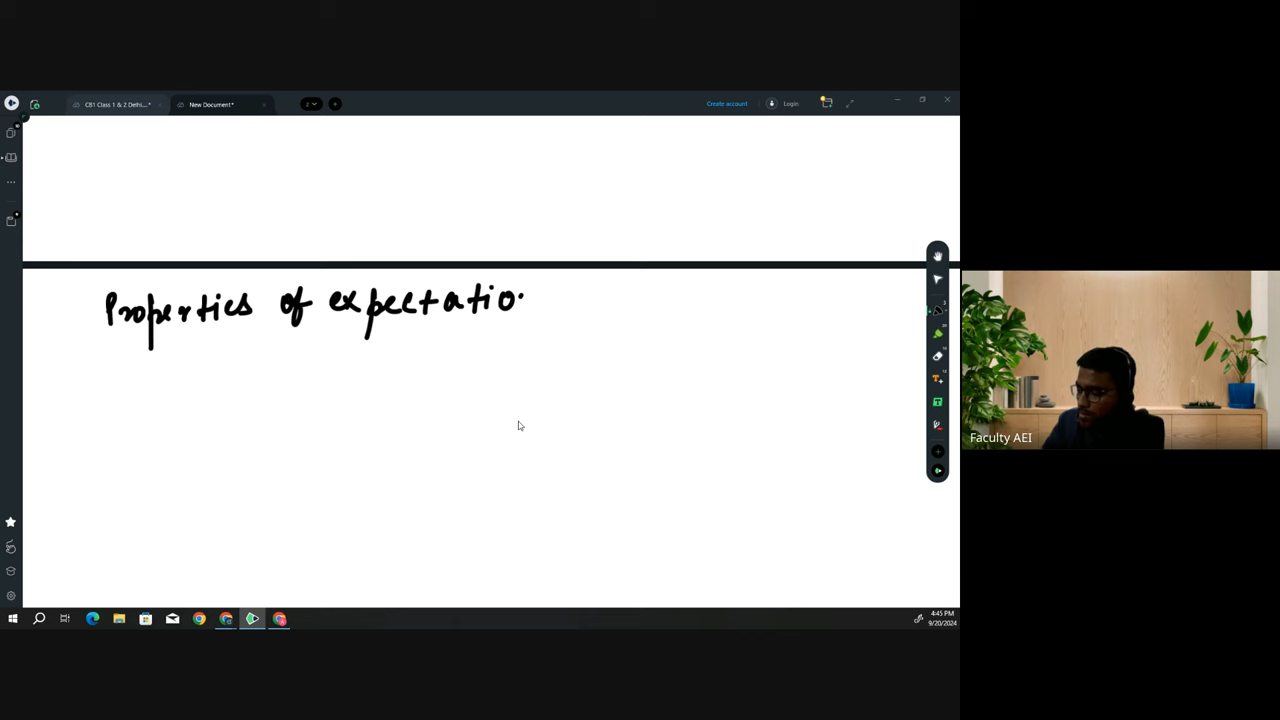 CB1 Class 1 & 2 Delhi...*
New Document*
2
Create account
Login
Properties of expectatio
Faculty AEI
4:45 PM
9/20/2024